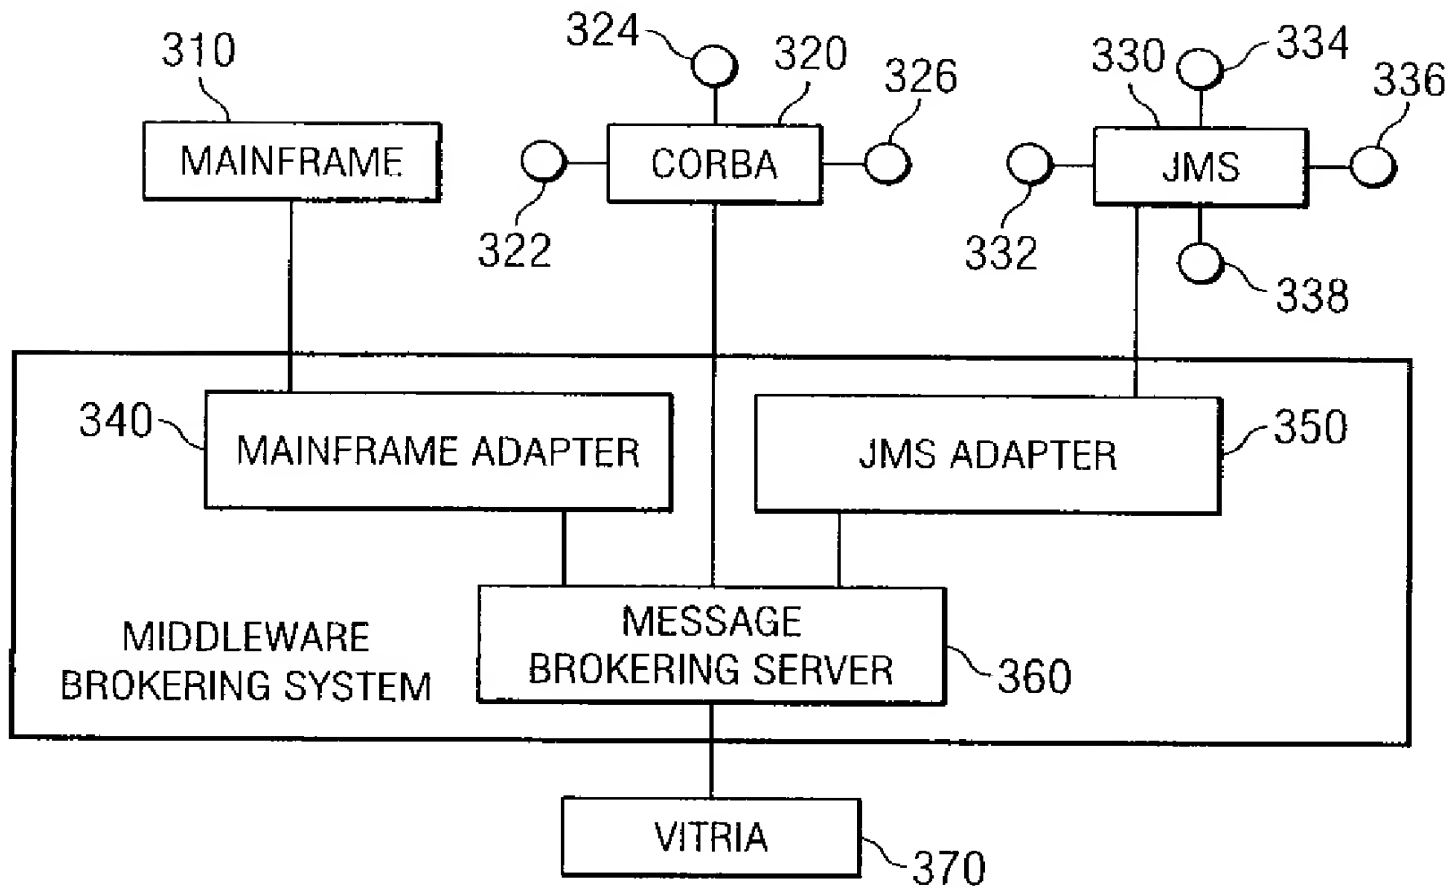 310
324
320
326
330
334
336
MAINFRAME
CORBA
JMS
322
332
338
340
MAINFRAME ADAPTER
JMS ADAPTER
350
MESSAGE
BROKERING SERVER
360
MIDDLEWARE
BROKERING SYSTEM
VITRIA
370